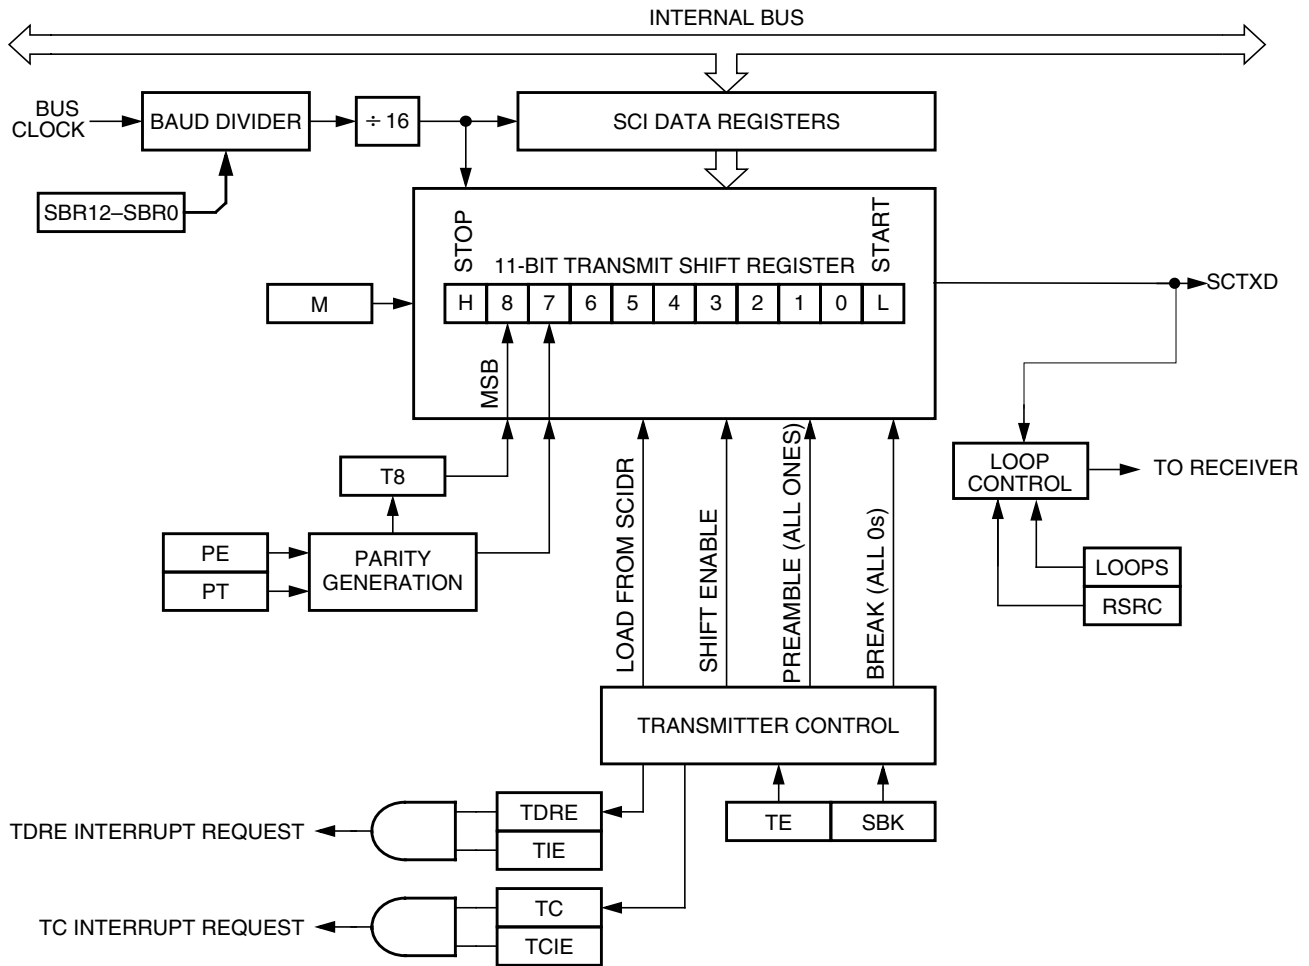 INTERNAL BUS
BUS
CLOCK
BAUD DIVIDER
÷ 16
SCI DATA REGISTERS
SBR12–SBR0
STOP
START
11-BIT TRANSMIT SHIFT REGISTER
H 8 7 6 5 4 3 2 1 0 L
M
SCTXD
MSB
LOAD FROM SCIDR
SHIFT ENABLE
PREAMBLE (ALL ONES)
BREAK (ALL 0s)
T8
LOOP
CONTROL
TO RECEIVER
PE
PT
PARITY
GENERATION
LOOPS
RSRC
TRANSMITTER CONTROL
TE
SBK
TDRE INTERRUPT REQUEST
TDRE
TIE
TC INTERRUPT REQUEST
TC
TCIE